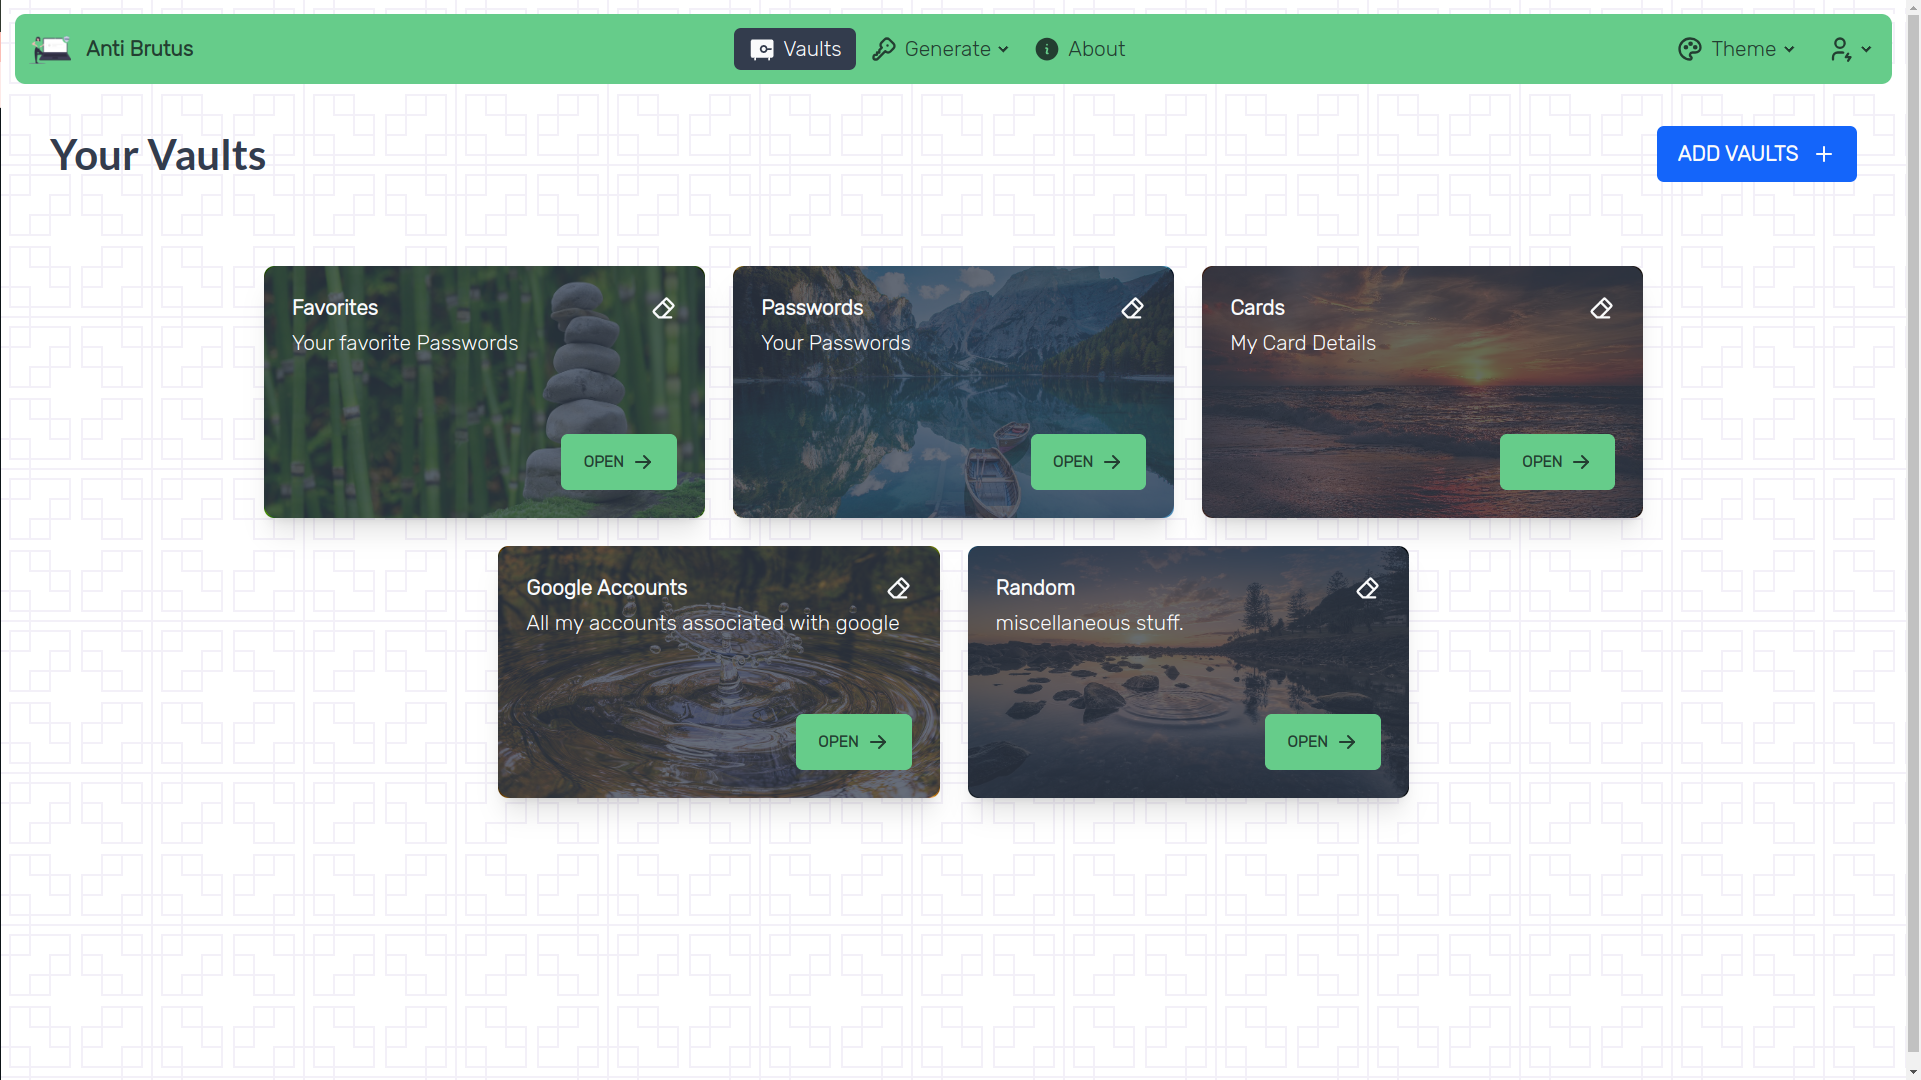 Anti Brutus
Vaults
Generate
About
Theme
Your Vaults
ADD VAULTS +
Favorites
Your favorite Passwords
OPEN →
Passwords
Your Passwords
OPEN →
Cards
My Card Details
OPEN →
Google Accounts
All my accounts associated with google
OPEN →
Random
miscellaneous stuff.
OPEN →